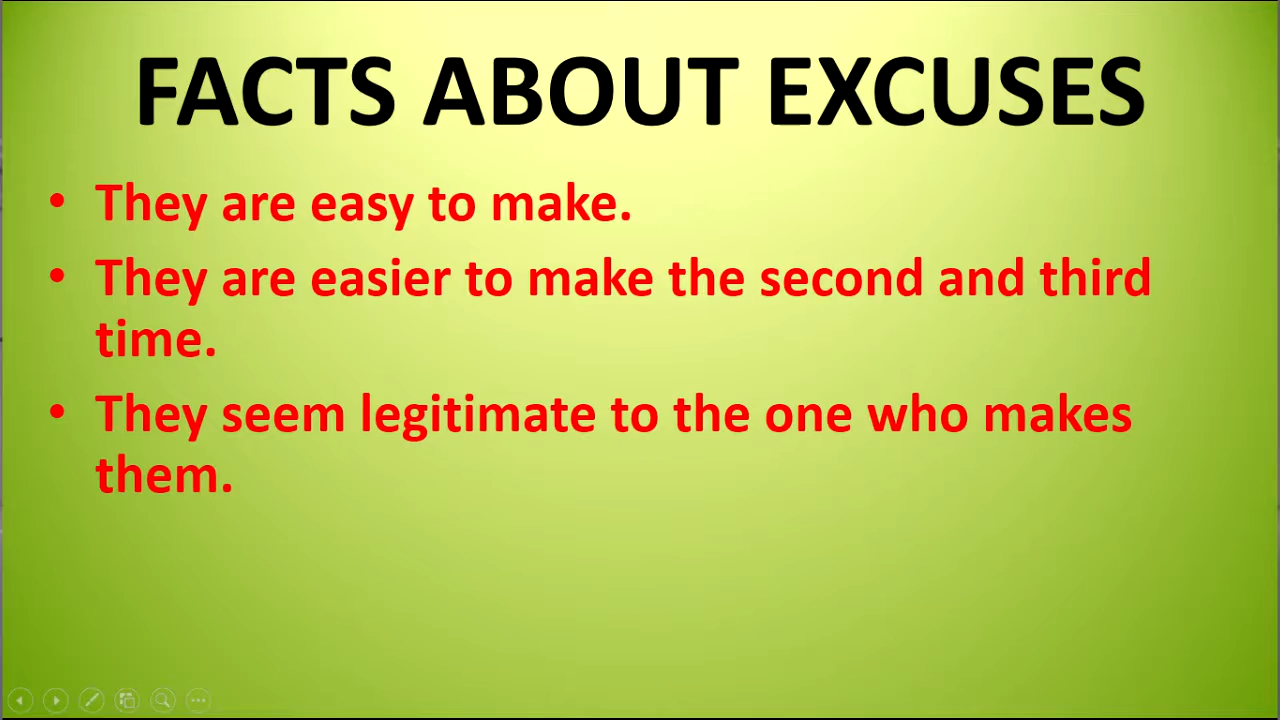 FACTS ABOUT EXCUSES
• They are easy to make.
• They are easier to make the second and third
time.
• They seem legitimate to the one who makes
them.